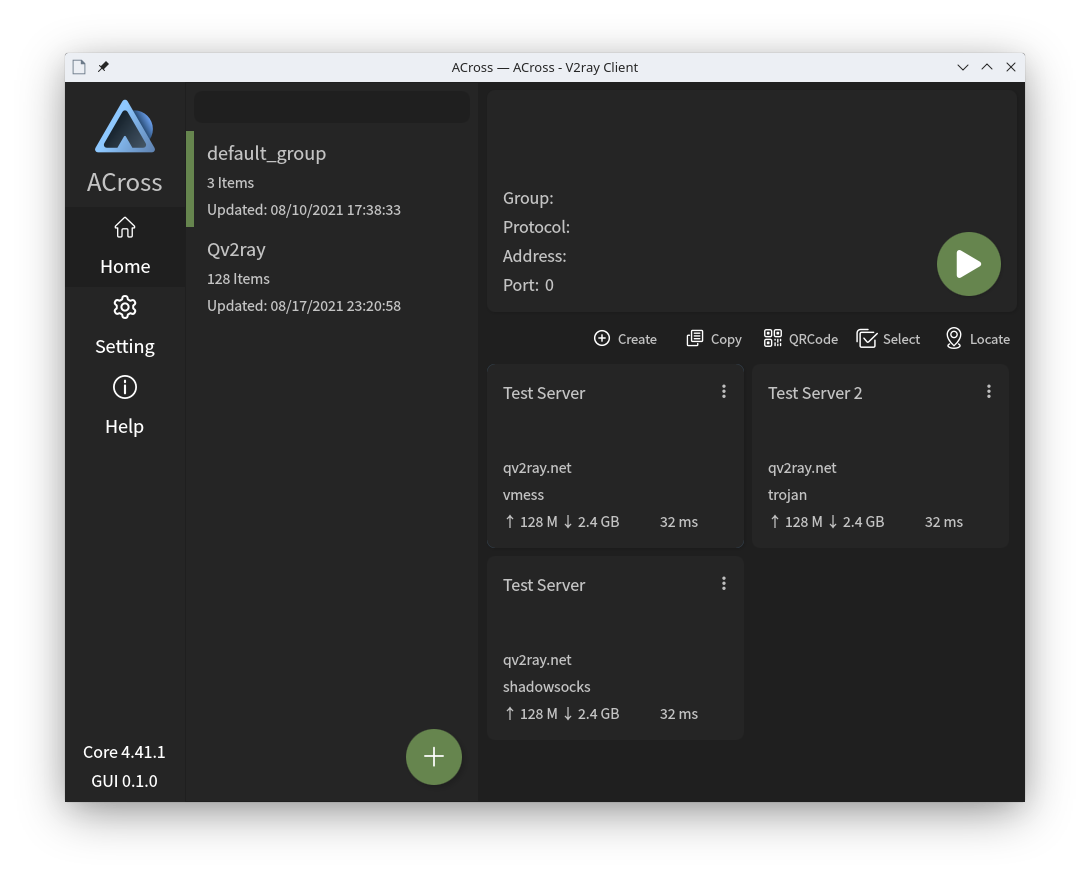 ACross — ACross - V2ray Client
ACross
Home
Setting
Help
Core 4.41.1
GUI 0.1.0
default_group
3 Items
Updated: 08/10/2021 17:38:33
Qv2ray
128 Items
Updated: 08/17/2021 23:20:58
Group:
Protocol:
Address:
Port: 0
Create Copy QRCode Select Locate
Test Server
qv2ray.net
vmess
↑ 128 M ↓ 2.4 GB 32 ms
Test Server 2
qv2ray.net
trojan
↑ 128 M ↓ 2.4 GB 32 ms
Test Server
qv2ray.net
shadowsocks
↑ 128 M ↓ 2.4 GB 32 ms